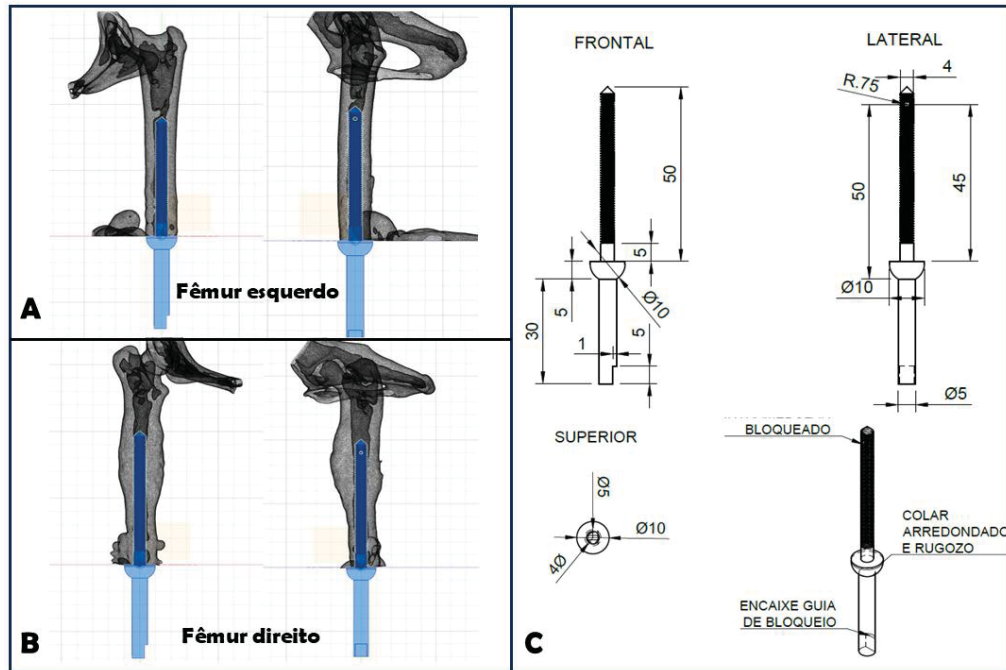 A
Fêmur esquerdo
B
Fêmur direito
C
FRONTAL
LATERAL
4
R.75
50
50
45
5
Ø10
Ø10
5
30
1
5
Ø5
SUPERIOR
Ø5
Ø10
4Ø
BLOQUEADO
COLAR
ARREDONDADO
E RUGOZO
ENCAIXE GUIA
DE BLOQUEIO